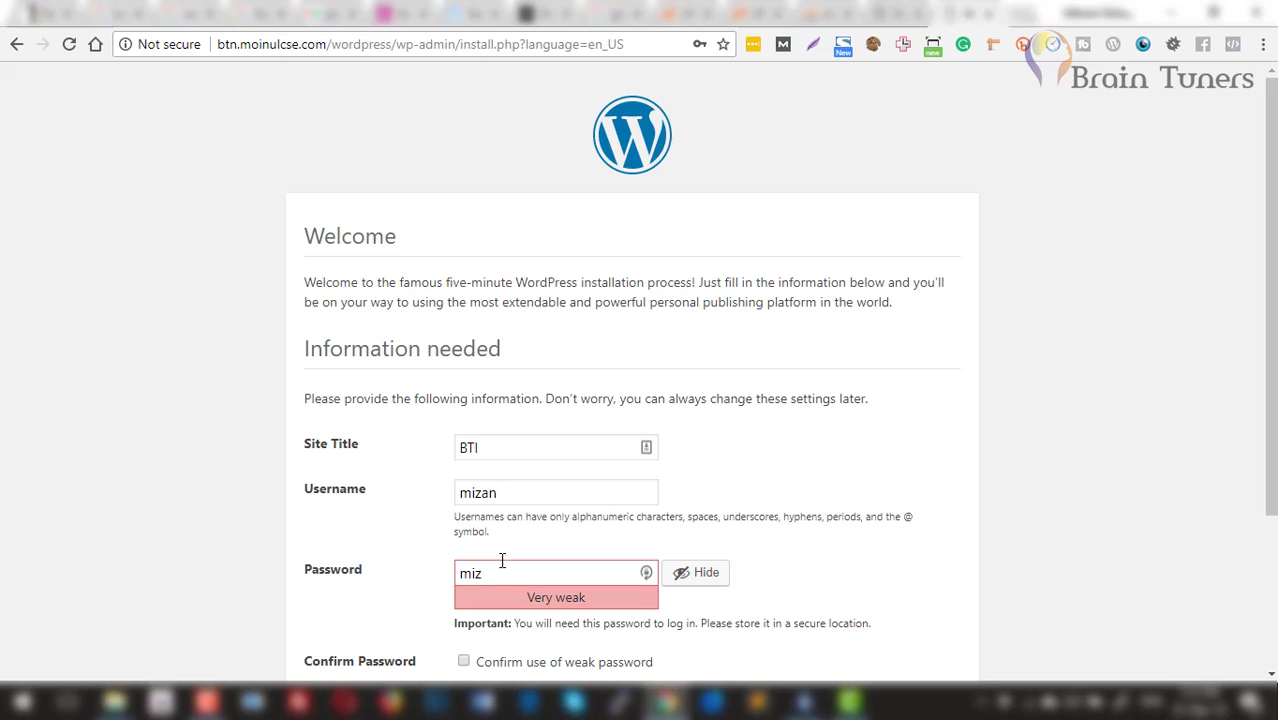 Not secure
btn.moinulcse.com/wordpress/wp-admin/install.php?language=en_US
New
new
Brain Tuners
Welcome
Welcome to the famous five-minute WordPress installation process! Just fill in the information below and you'll
be on your way to using the most extendable and powerful personal publishing platform in the world.
Information needed
Please provide the following information. Don't worry, you can always change these settings later.
Site Title
BTI
Username
mizan
Usernames can have only alphanumeric characters, spaces, underscores, hyphens, periods, and the @
symbol.
Password
miz
Hide
Very weak
Important: You will need this password to log in. Please store it in a secure location.
Confirm Password
Confirm use of weak password